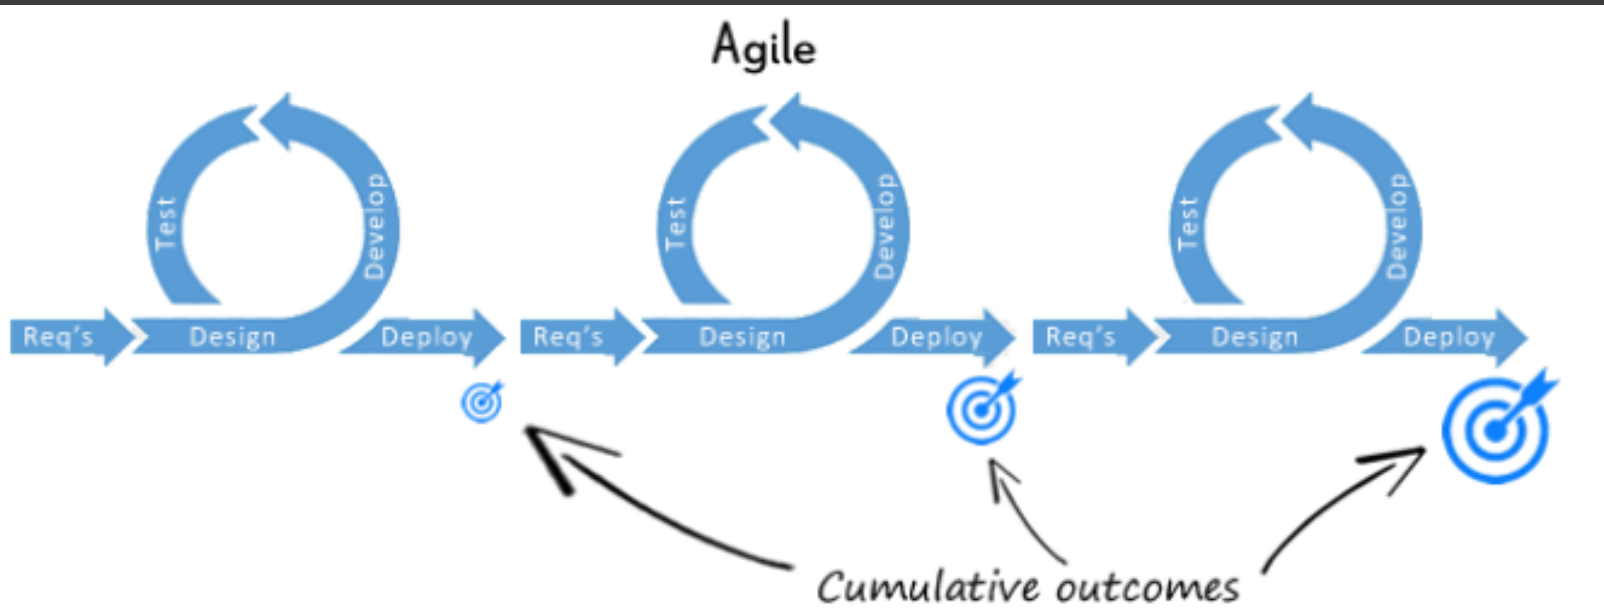 Agile
Test
Develop
Req's
Design
Deploy
Test
Develop
Req's
Design
Deploy
Test
Develop
Req's
Design
Deploy
Cumulative outcomes